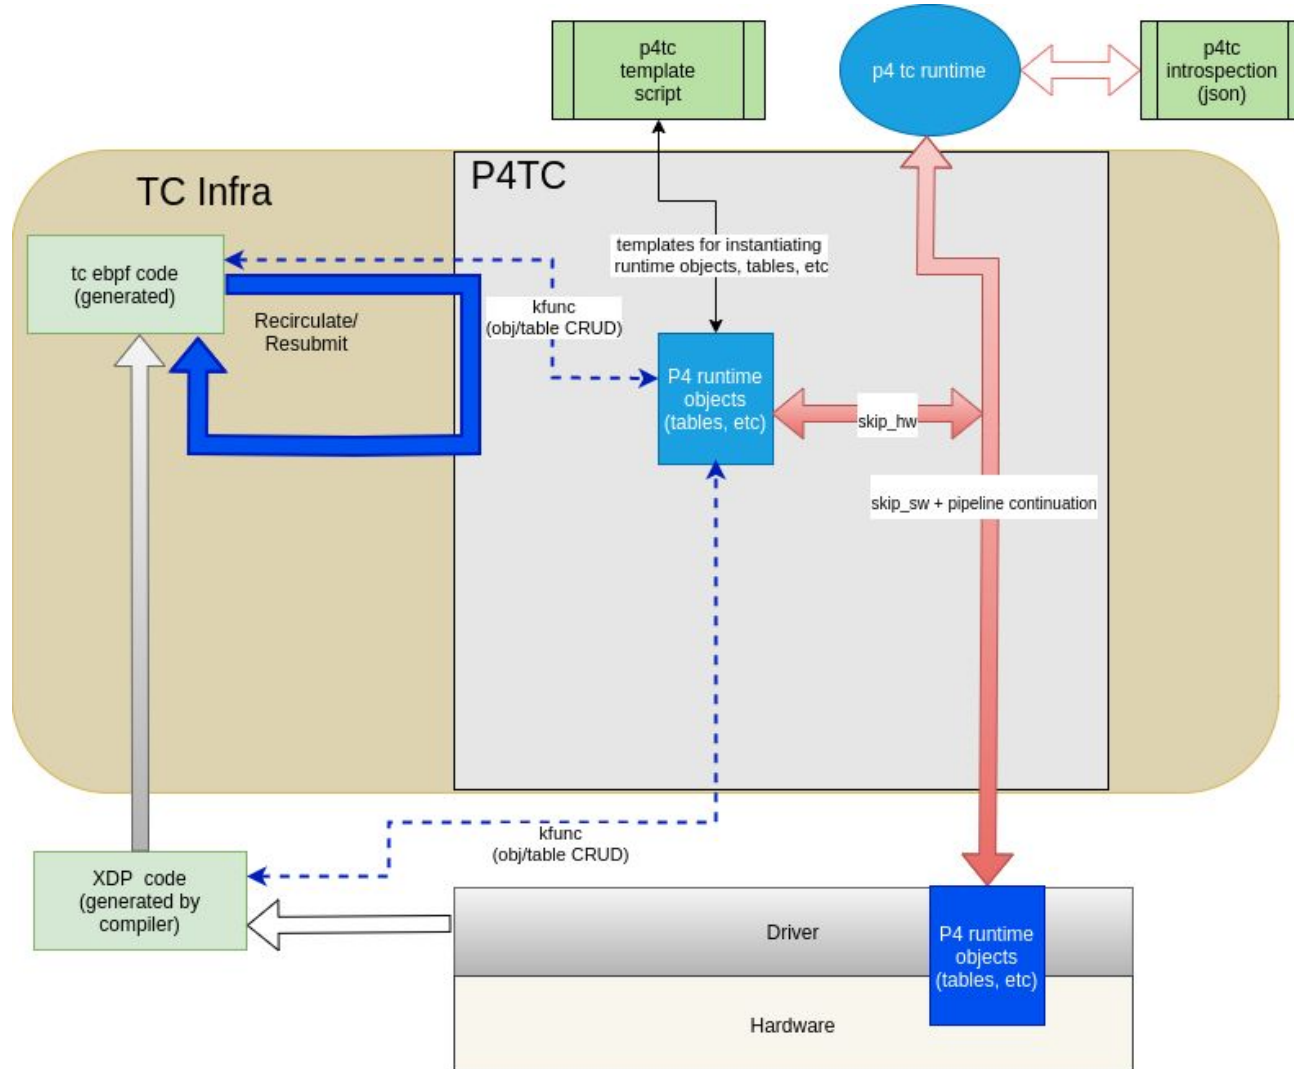 p4tc
template
script
p4 tc runtime
p4tc
introspection
(json)
TC Infra
P4TC
tc ebpf code
(generated)
Recirculate/
Resubmit
templates for instantiating
runtime objects, tables, etc
kfunc
(obj/table CRUD)
P4 runtime
objects
(tables, etc)
skip_hw
skip_sw + pipeline continuation
kfunc
(obj/table CRUD)
XDP code
(generated by
compiler)
Driver
P4 runtime
objects
(tables, etc)
Hardware